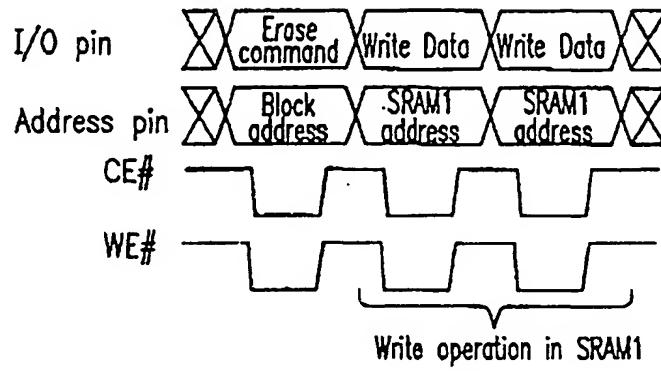 I/O pin
Erase command
Write Data
Write Data
Address pin
Block address
SRAM1 address
SRAM1 address
CE#
WE#
Write operation in SRAM1